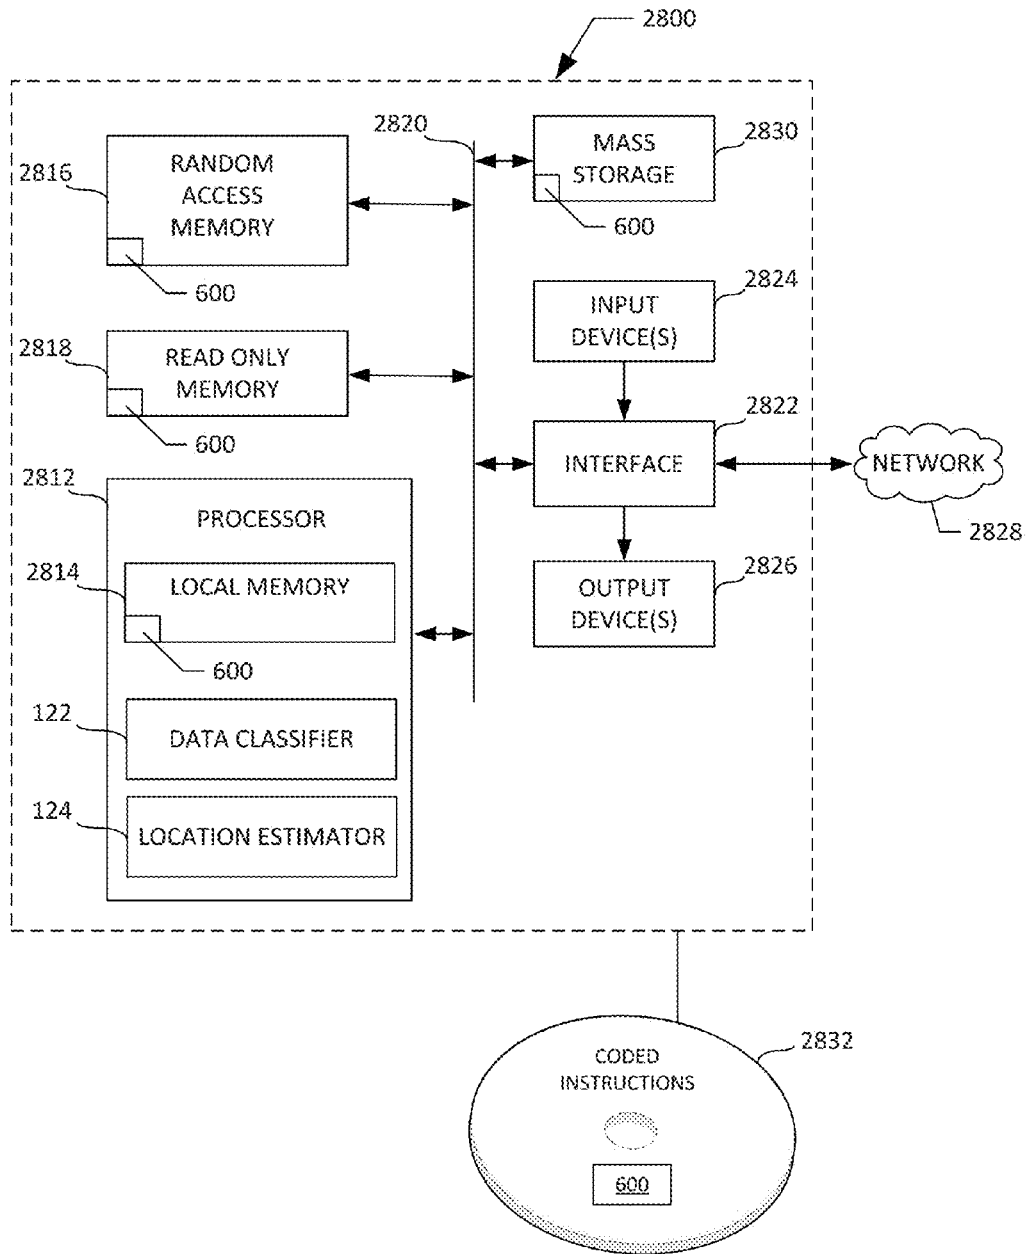 2800
2820
2816
RANDOM
ACCESS
MEMORY
600
MASS
STORAGE
2830
600
2818
READ ONLY
MEMORY
600
INPUT
DEVICE(S)
2824
INTERFACE
2822
NETWORK
2828
OUTPUT
DEVICE(S)
2826
2812
PROCESSOR
2814
LOCAL MEMORY
600
122
DATA CLASSIFIER
124
LOCATION ESTIMATOR
CODED
INSTRUCTIONS
2832
600